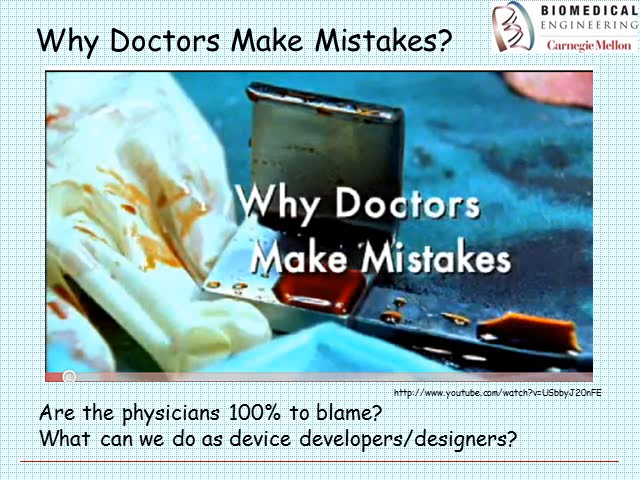 Why Doctors Make Mistakes?
BIOMEDICAL
ENGINEERING
Carnegie Mellon
Why Doctors
Make Mistakes
http://www.youtube.com/watch?v=USbbyJ20nFE
Are the physicians 100% to blame?
What can we do as device developers/designers?